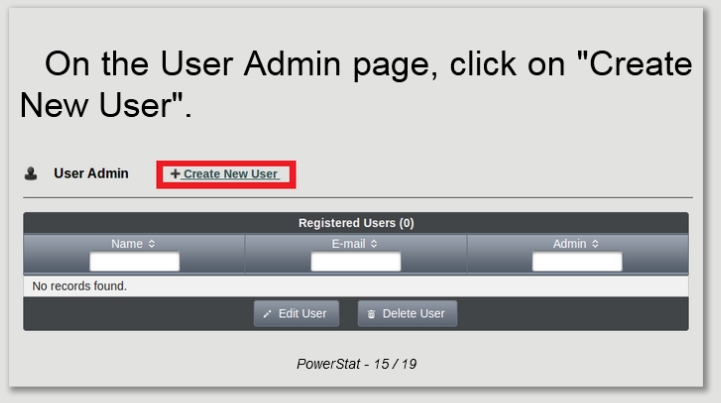 On the User Admin page, click on "Create
New User".
User Admin + Create New User
Registered Users (0)
Name E-mail Admin
No records found.
Edit User Delete User
PowerStat - 15 / 19